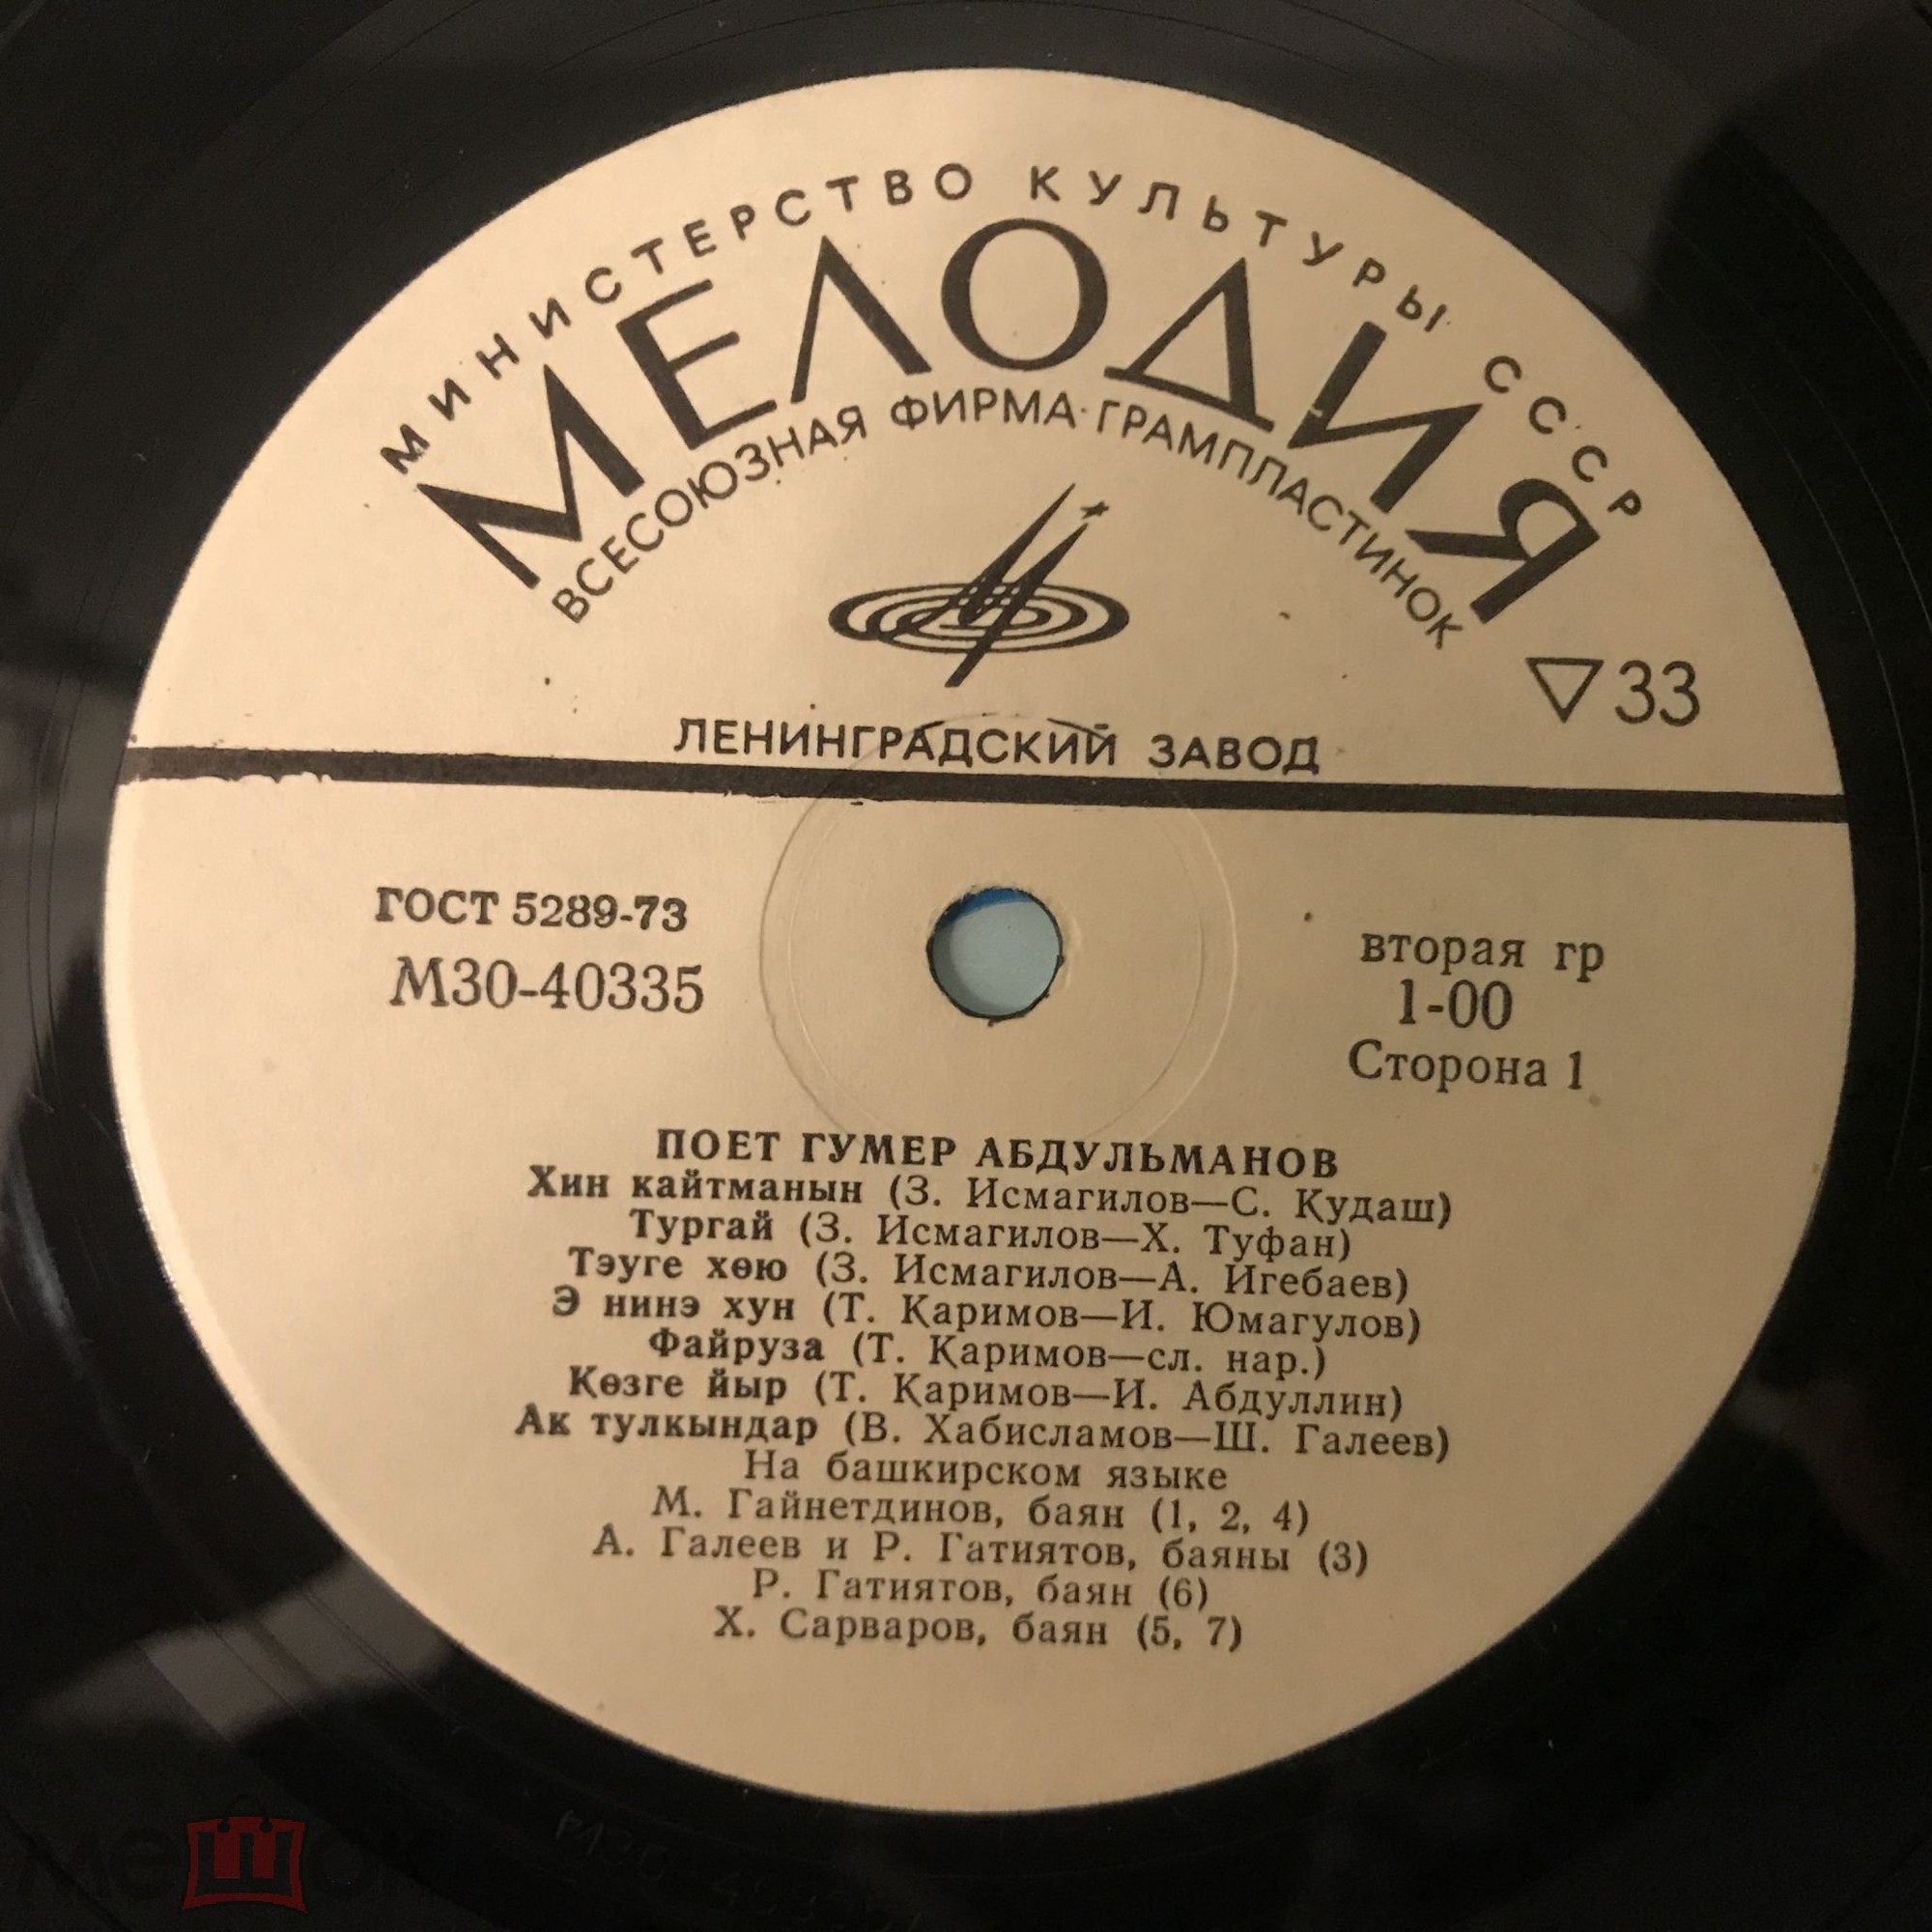 МИНИСТЕРСТВО КУЛЬТУРЫ СССР
МЕЛОДИЯ
ВСЕСОЮЗНАЯ ФИРМА ГРАМПЛАСТИНОК
▽33
ЛЕНИНГРАДСКИЙ ЗАВОД
ГОСТ 5289-73
М30-40335
вторая гр
1-00
Сторона 1
ПОЕТ ГУМЕР АБДУЛЬМАНОВ
Хин кайтманын (З. Исмагилов—С. Кудаш)
Тургай (З. Исмагилов—Х. Туфан)
Тэуге хөю (З. Исмагилов—А. Игебаев)
Э нинэ хун (Т. Каримов—И. Юмагулов)
Файруза (Т. Каримов—сл. нар.)
Көзге йыр (Т. Каримов—И. Абдуллин)
Ак тулкындар (В. Хабисламов—Ш. Галеев)
На башкирском языке
М. Гайнетдинов, баян (1, 2, 4)
А. Галеев и Р. Гатиятов, баяны (3)
Р. Гатиятов, баян (6)
Х. Сарваров, баян (5, 7)
мешок